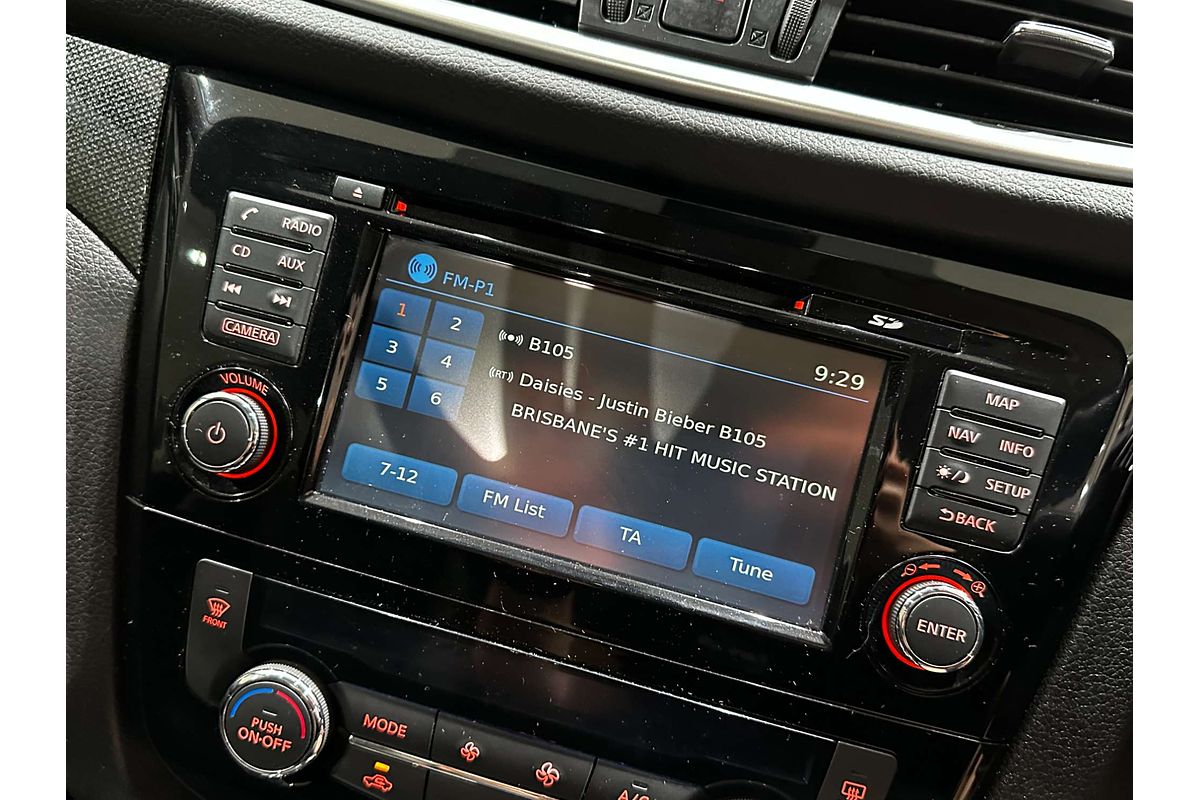 RADIO
CD AUX
CAMERA
VOLUME
FM-P1
9:29
1 2
3 4
5 6
B105
(RT) Daisies - Justin Bieber B105
BRISBANE'S #1 HIT MUSIC STATION
7-12 FM List TA Tune
SD
MAP
NAV INFO
SETUP
BACK
ENTER
FRONT
PUSH
ON·OFF
MODE
A/C